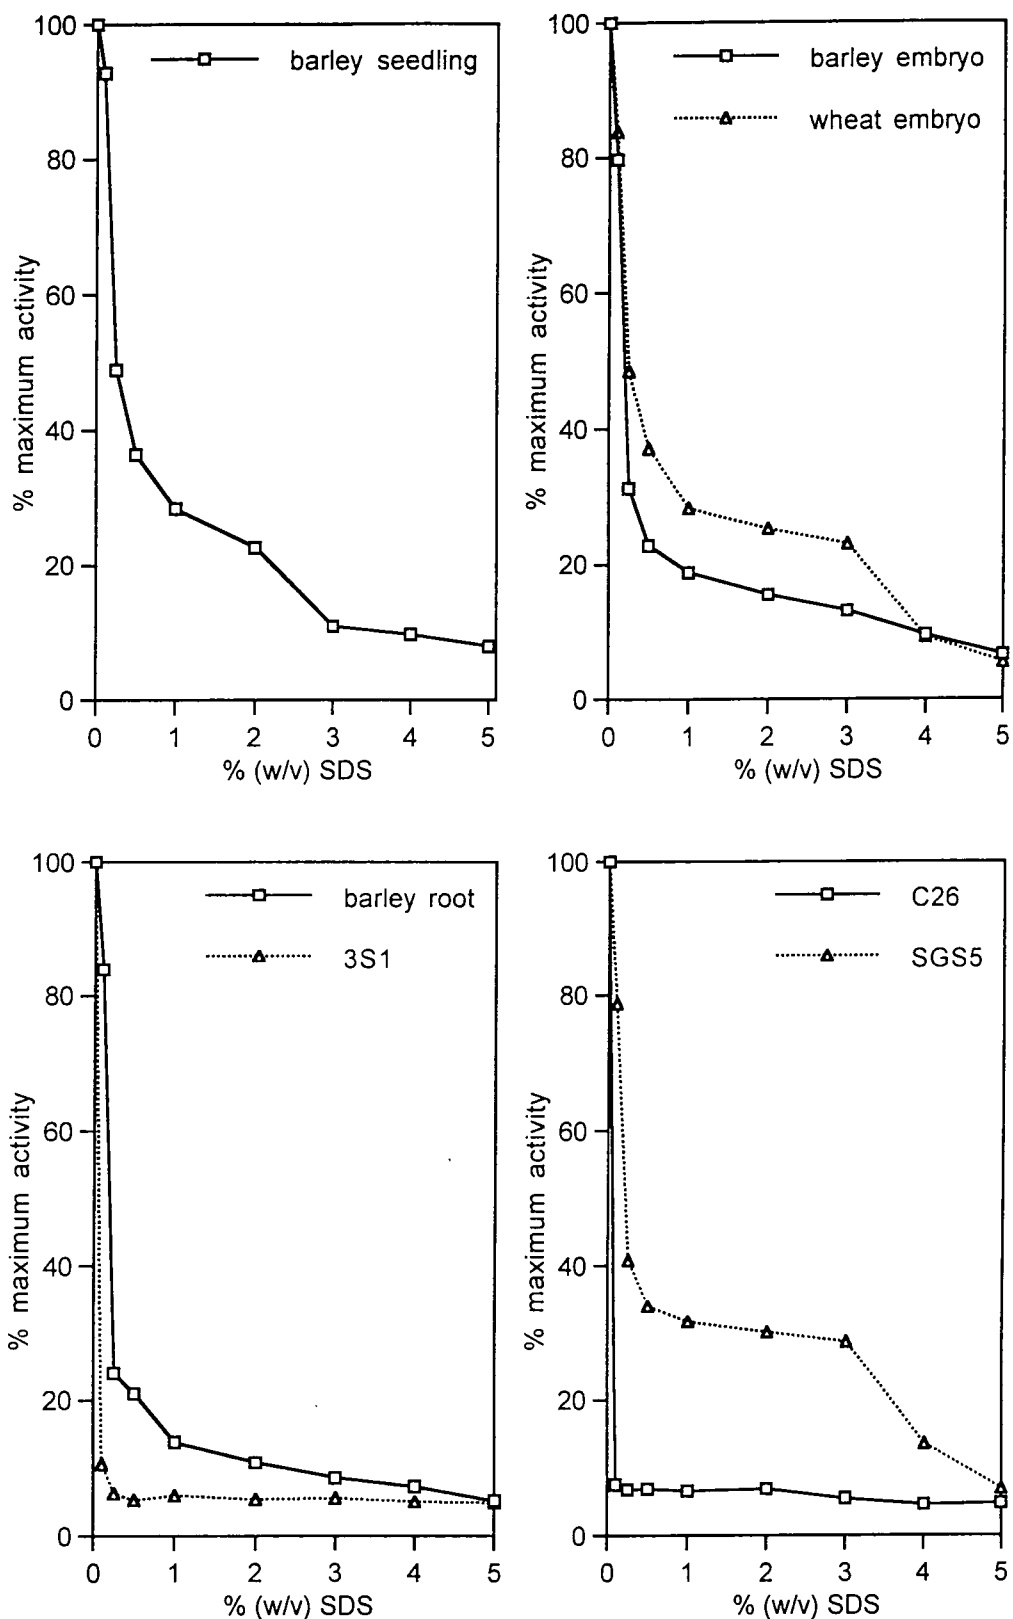 100
80
60
40
20
0
% maximum activity
barley seedling
0 1 2 3 4 5
% (w/v) SDS
100
80
60
40
20
0
% maximum activity
barley embryo
wheat embryo
0 1 2 3 4 5
% (w/v) SDS
100
80
60
40
20
0
% maximum activity
barley root
3S1
0 1 2 3 4 5
% (w/v) SDS
100
80
60
40
20
0
% maximum activity
C26
SGS5
0 1 2 3 4 5
% (w/v) SDS